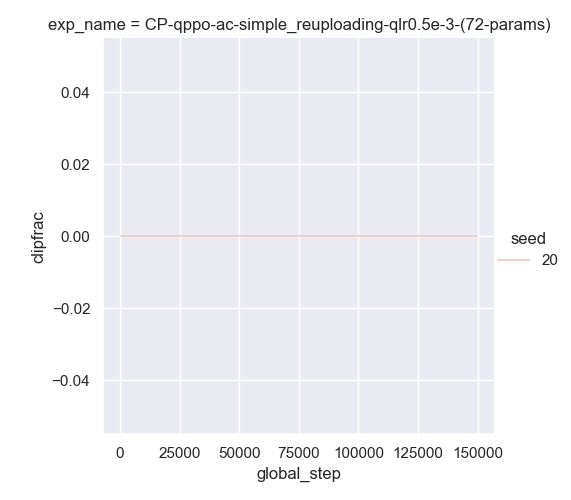 exp_name = CP-qppo-ac-simple_reuploading-qlr0.5e-3-(72-params)
0.04
0.02
0.00
−0.02
−0.04
clipfrac
0 25000 50000 75000 100000 125000 150000
global_step
seed
20